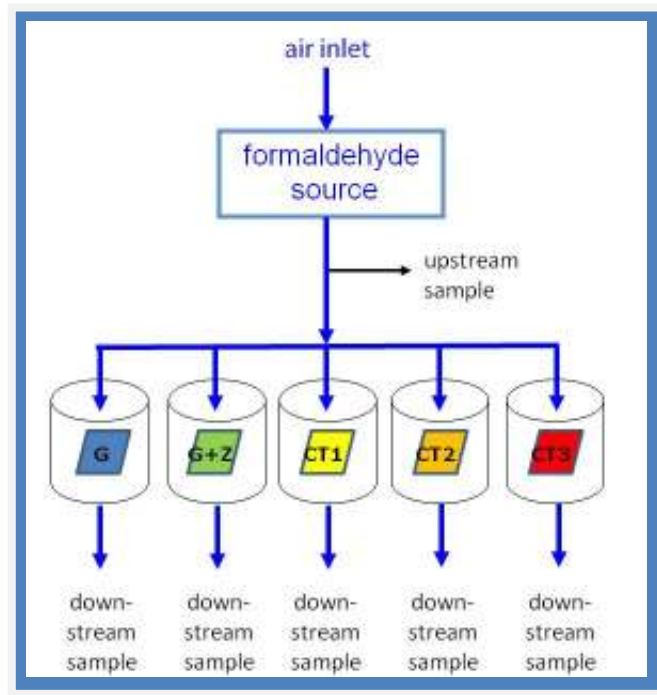 air inlet
formaldehyde
source
upstream
sample
G
G+Z
CT1
CT2
CT3
down-
stream
sample
down-
stream
sample
down-
stream
sample
down-
stream
sample
down-
stream
sample